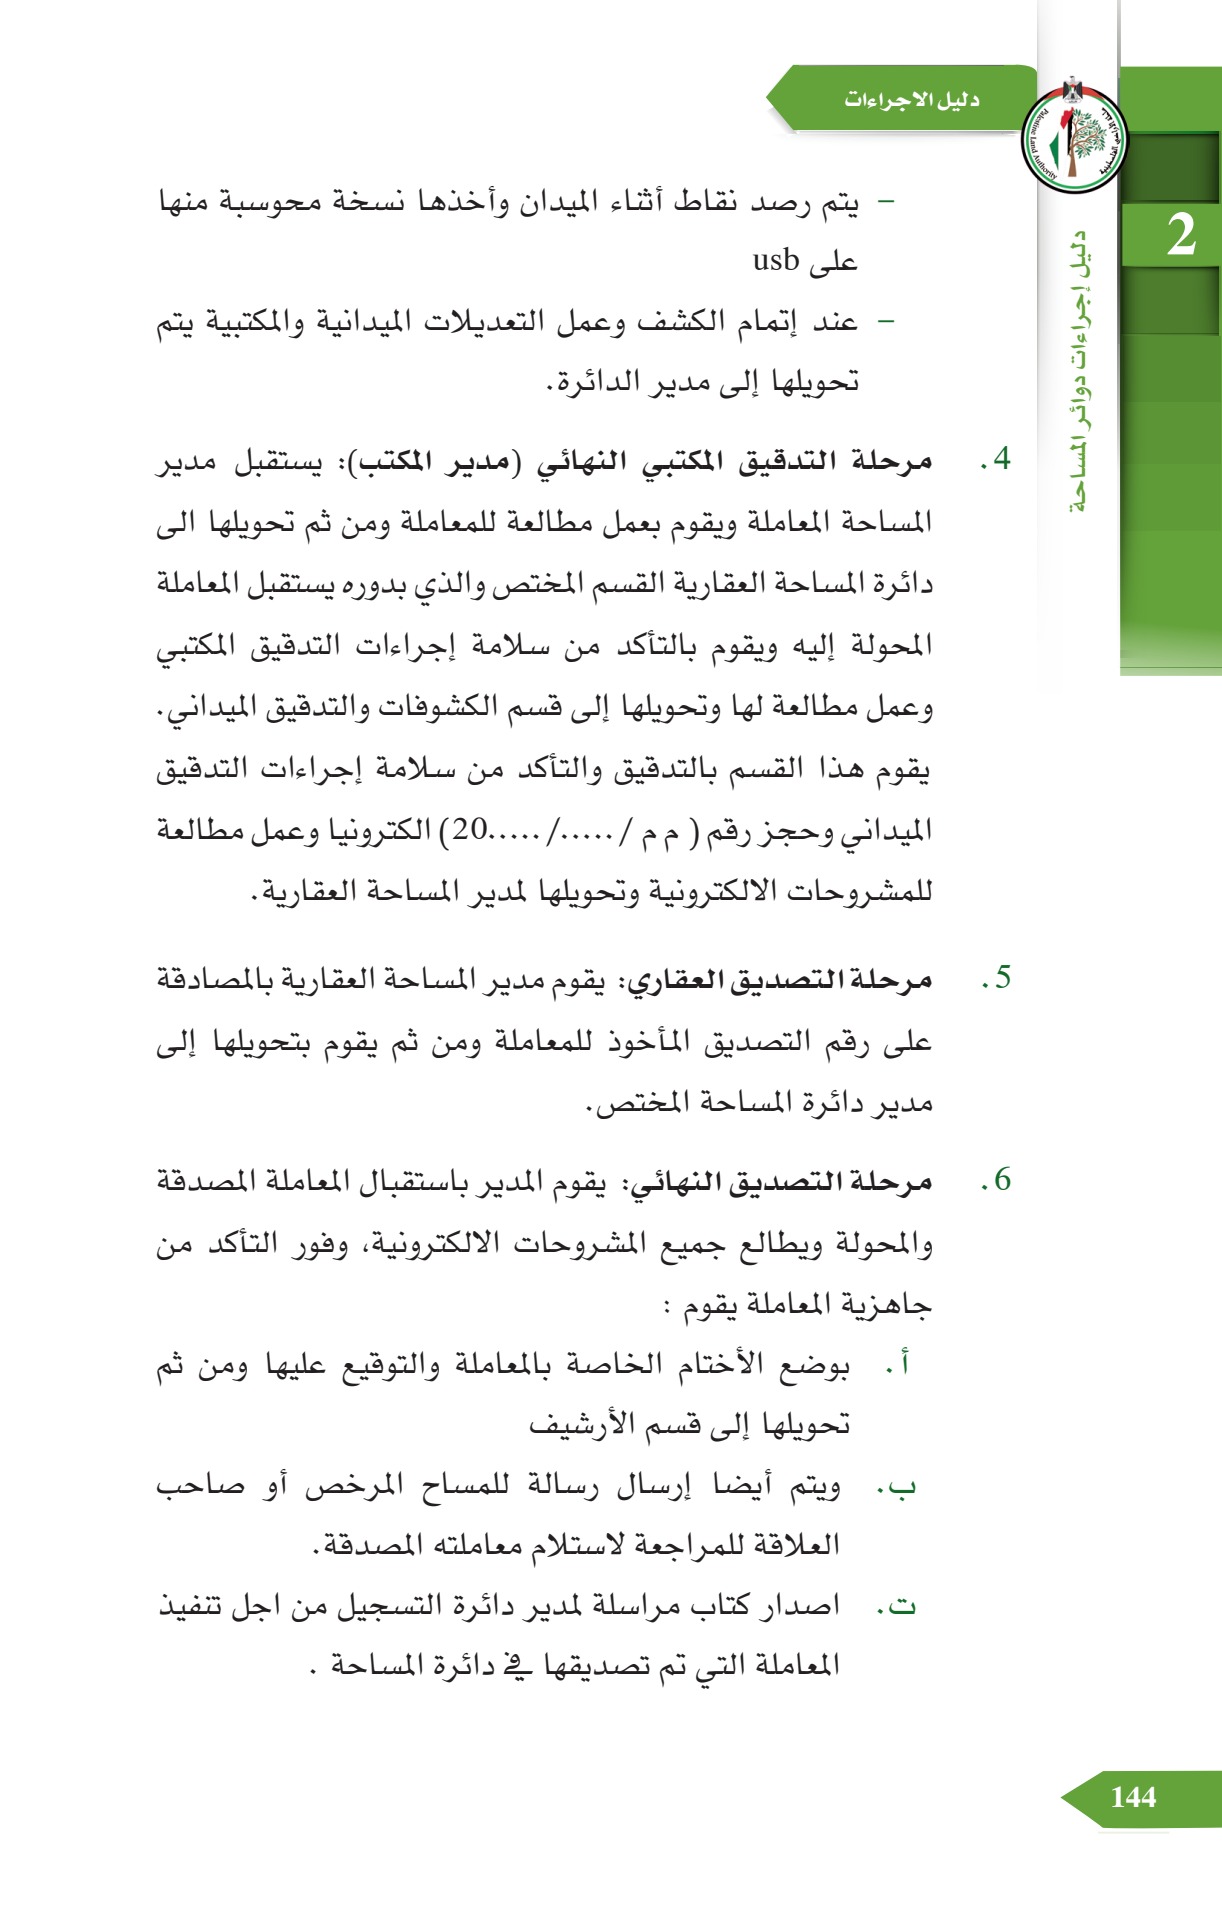 دليل الاجراءات
2
دليل إجراءات دوائر المساحة
– يتم رصد نقاط أثناء الميدان وأخذها نسخة محوسبة منها
على usb
– عند إتمام الكشف وعمل التعديلات الميدانية والمكتبية يتم
تحويلها إلى مدير الدائرة.
4. مرحلة التدقيق المكتبي النهائي (مدير المكتب): يستقبل مدير
المساحة المعاملة ويقوم بعمل مطالعة للمعاملة ومن ثم تحويلها الى
دائرة المساحة العقارية القسم المختص والذي بدوره يستقبل المعاملة
المحولة إليه ويقوم بالتأكد من سلامة إجراءات التدقيق المكتبي
وعمل مطالعة لها وتحويلها إلى قسم الكشوفات والتدقيق الميداني.
يقوم هذا القسم بالتدقيق والتأكد من سلامة إجراءات التدقيق
الميداني وحجز رقم ( م م /...../.....20) الكترونيا وعمل مطالعة
للمشروحات الالكترونية وتحويلها لمدير المساحة العقارية.
5. مرحلة التصديق العقاري: يقوم مدير المساحة العقارية بالمصادقة
على رقم التصديق المأخوذ للمعاملة ومن ثم يقوم بتحويلها إلى
مدير دائرة المساحة المختص.
6. مرحلة التصديق النهائي: يقوم المدير باستقبال المعاملة المصدقة
والمحولة ويطالع جميع المشروحات الالكترونية، وفور التأكد من
جاهزية المعاملة يقوم :
أ. بوضع الأختام الخاصة بالمعاملة والتوقيع عليها ومن ثم
تحويلها إلى قسم الأرشيف
ب. ويتم أيضا إرسال رسالة للمساح المرخص أو صاحب
العلاقة للمراجعة لاستلام معاملته المصدقة.
ت. اصدار كتاب مراسلة لمدير دائرة التسجيل من اجل تنفيذ
المعاملة التي تم تصديقها في دائرة المساحة .
144
Palestine Land Authority